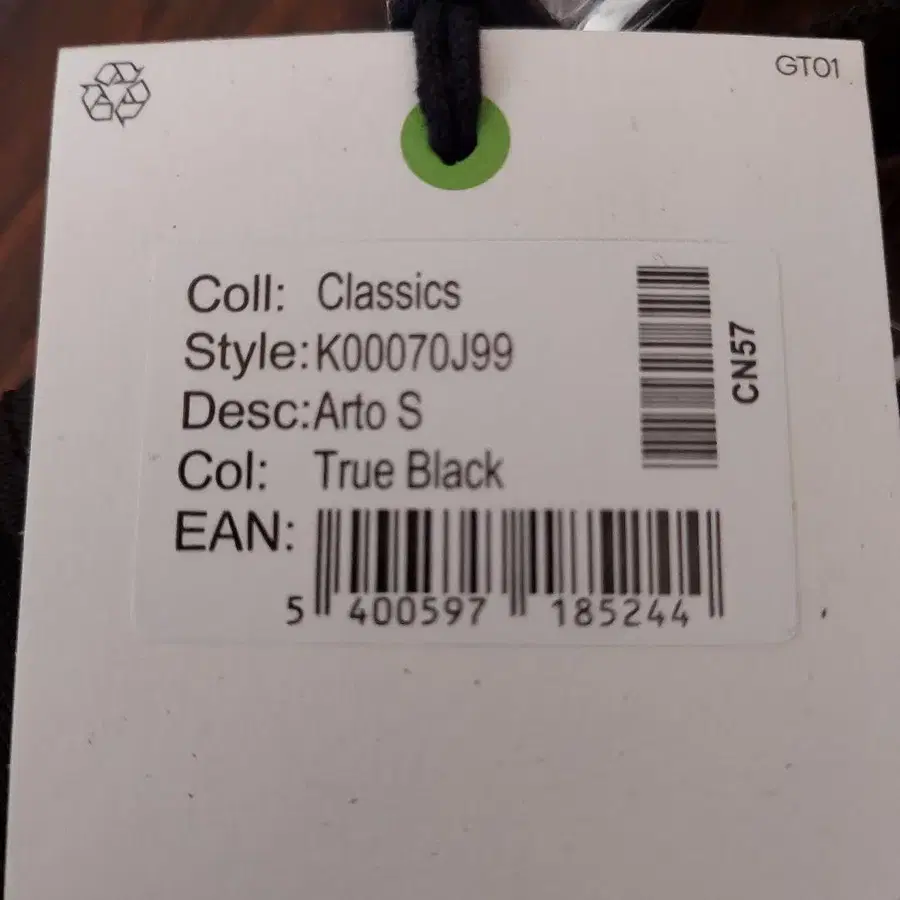 GT01
Coll: Classics
Style: K00070J99
Desc: Arto S
Col: True Black
EAN:
5 400597 185244
CN57